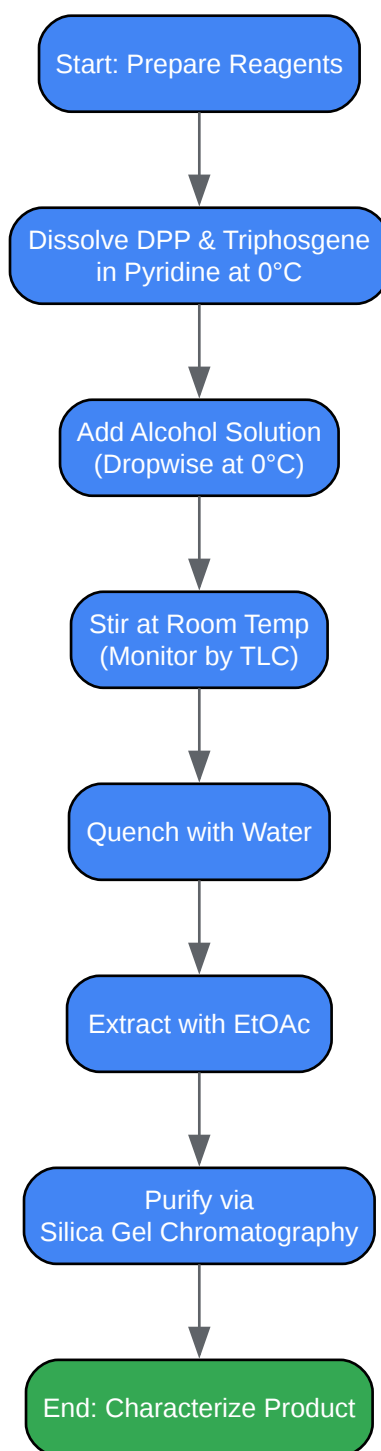 Start: Prepare Reagents
Dissolve DPP & Triphosgene
in Pyridine at 0°C
Add Alcohol Solution
(Dropwise at 0°C)
Stir at Room Temp
(Monitor by TLC)
Quench with Water
Extract with EtOAc
Purify via
Silica Gel Chromatography
End: Characterize Product